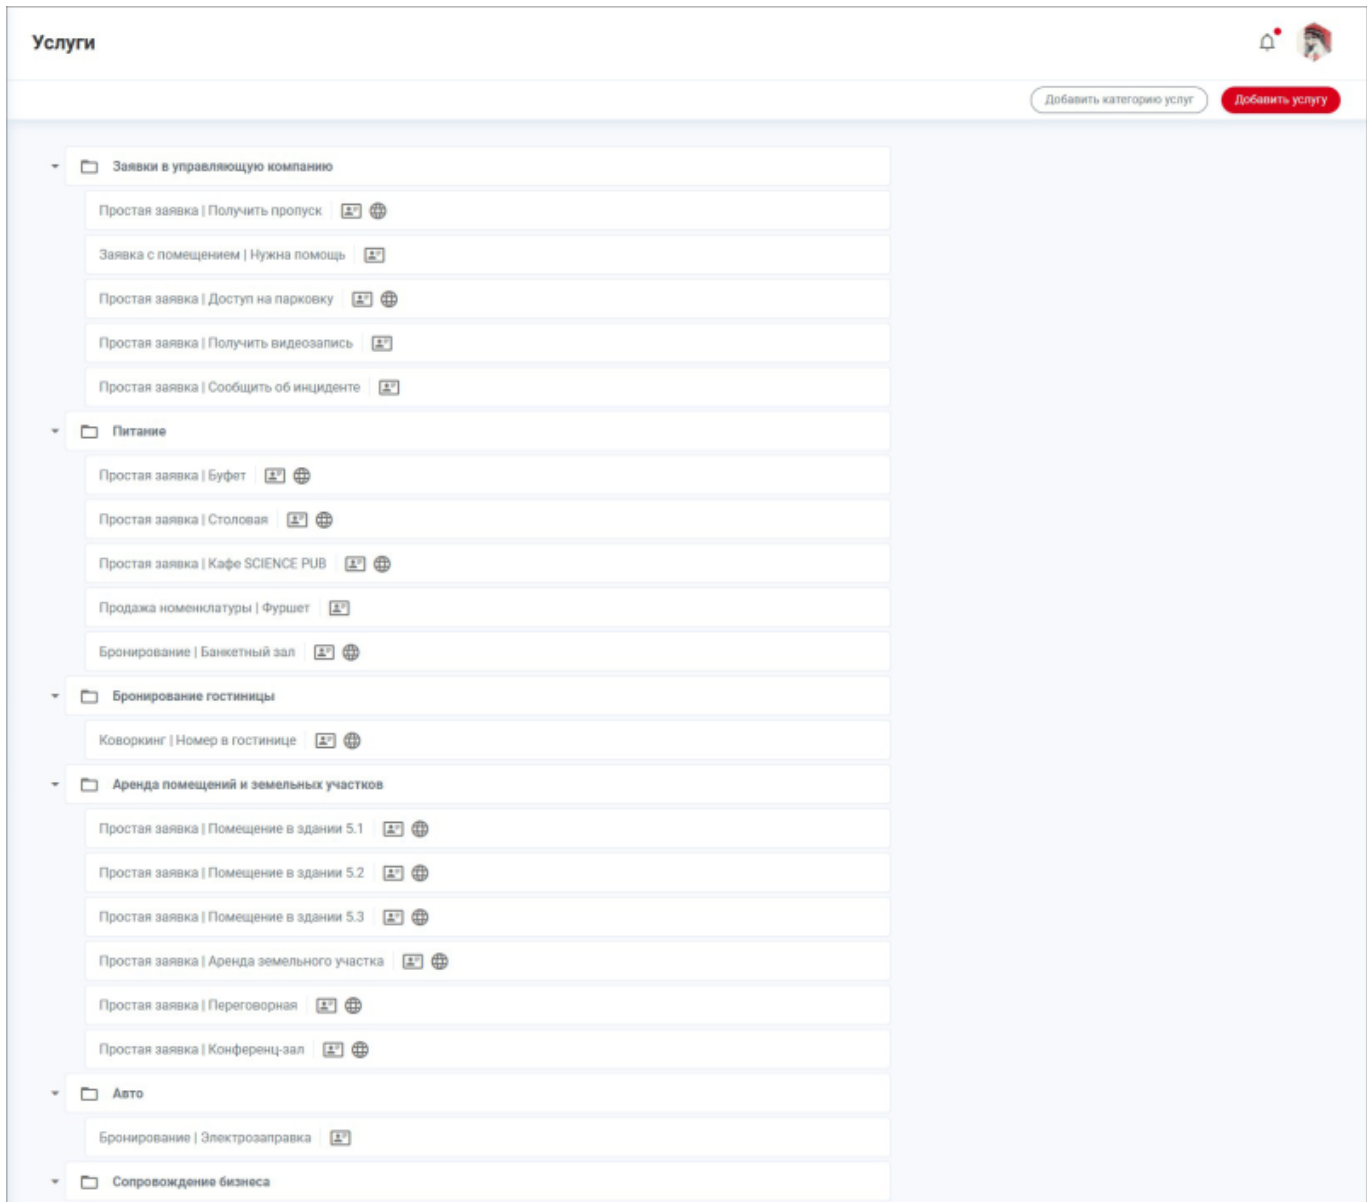 Услуги
Добавить категорию услуг
Добавить услугу
Заявки в управляющую компанию
Простая заявка | Получить пропуск
Заявка с помещением | Нужна помощь
Простая заявка | Доступ на парковку
Простая заявка | Получить видеозапись
Простая заявка | Сообщить об инциденте
Питание
Простая заявка | Буфет
Простая заявка | Столовая
Простая заявка | Кафе SCIENCE PUB
Продажа номенклатуры | Фуршет
Бронирование | Банкетный зал
Бронирование гостиницы
Коворкинг | Номер в гостинице
Аренда помещений и земельных участков
Простая заявка | Помещение в здании 5.1
Простая заявка | Помещение в здании 5.2
Простая заявка | Помещение в здании 5.3
Простая заявка | Аренда земельного участка
Простая заявка | Переговорная
Простая заявка | Конференц-зал
Авто
Бронирование | Электрозаправка
Сопровождение бизнеса